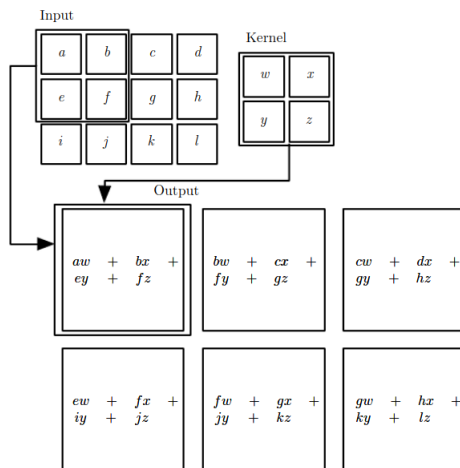 Input
Kernel
a b c d
w x
e f g h
y z
i j k l
Output
aw + bx +
ey + fz
bw + cx +
fy + gz
cw + dx +
gy + hz
ew + fx +
iy + jz
fw + gx +
jy + kz
gw + hx +
ky + lz